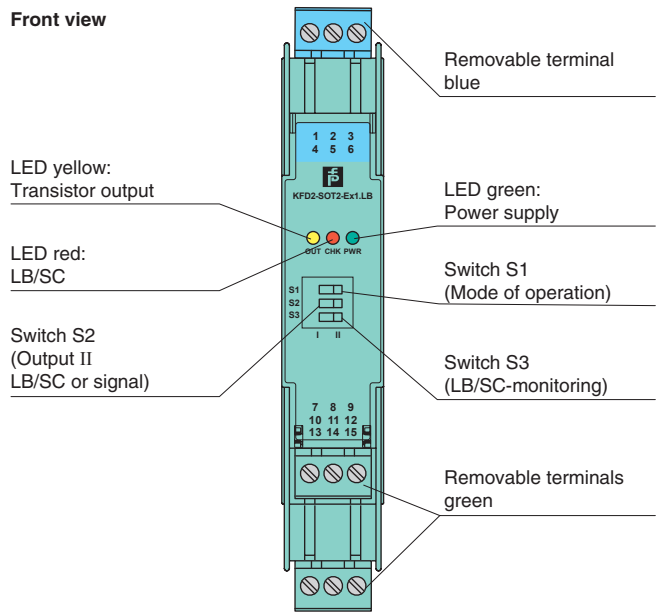 Front view
Removable terminal
blue
1 2 3
4 5 6
KFD2-SOT2-Ex1.LB
LED yellow:
Transistor output
LED green:
Power supply
OUT CHK PWR
LED red:
LB/SC
Switch S1
(Mode of operation)
S1
S2
S3
I II
Switch S2
(Output II
LB/SC or signal)
Switch S3
(LB/SC-monitoring)
7 8 9
10 11 12
13 14 15
Removable terminals
green